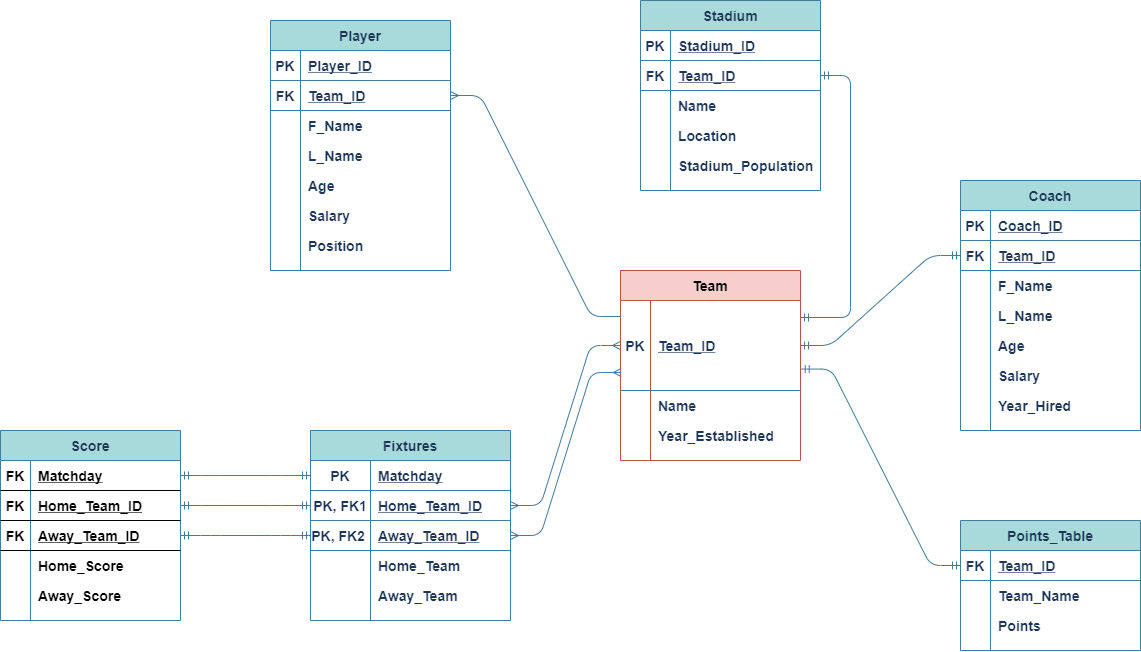 Player
PK Player_ID
FK Team_ID
F_Name
L_Name
Age
Salary
Position
Stadium
PK Stadium_ID
FK Team_ID
Name
Location
Stadium_Population
Coach
PK Coach_ID
FK Team_ID
F_Name
L_Name
Age
Salary
Year_Hired
Team
PK Team_ID
Name
Year_Established
Score
FK Matchday
FK Home_Team_ID
FK Away_Team_ID
Home_Score
Away_Score
Fixtures
PK Matchday
PK, FK1 Home_Team_ID
PK, FK2 Away_Team_ID
Home_Team
Away_Team
Points_Table
FK Team_ID
Team_Name
Points